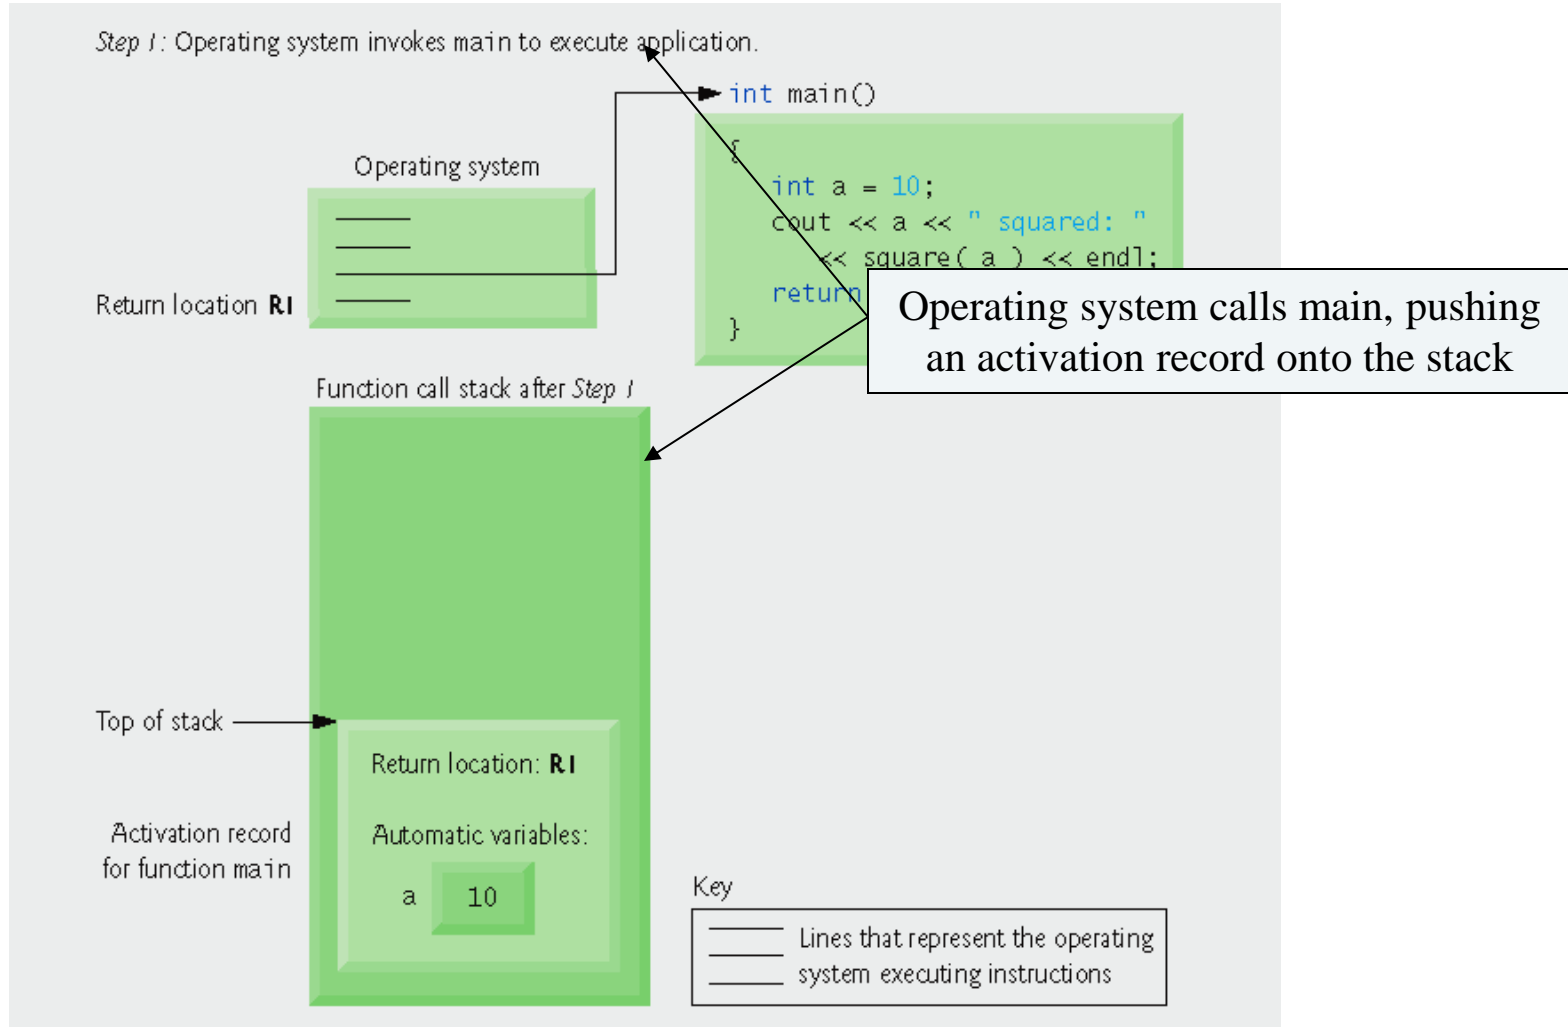 Step 1: Operating system invokes main to execute application.
int main()
{
int a = 10;
cout << a << " squared: "
<< square( a ) << endl;
return
}
Operating system
Return location R1
Operating system calls main, pushing
an activation record onto the stack
Function call stack after Step 1
Top of stack
Return location: R1
Activation record
for function main
Automatic variables:
a 10
Key
Lines that represent the operating
system executing instructions